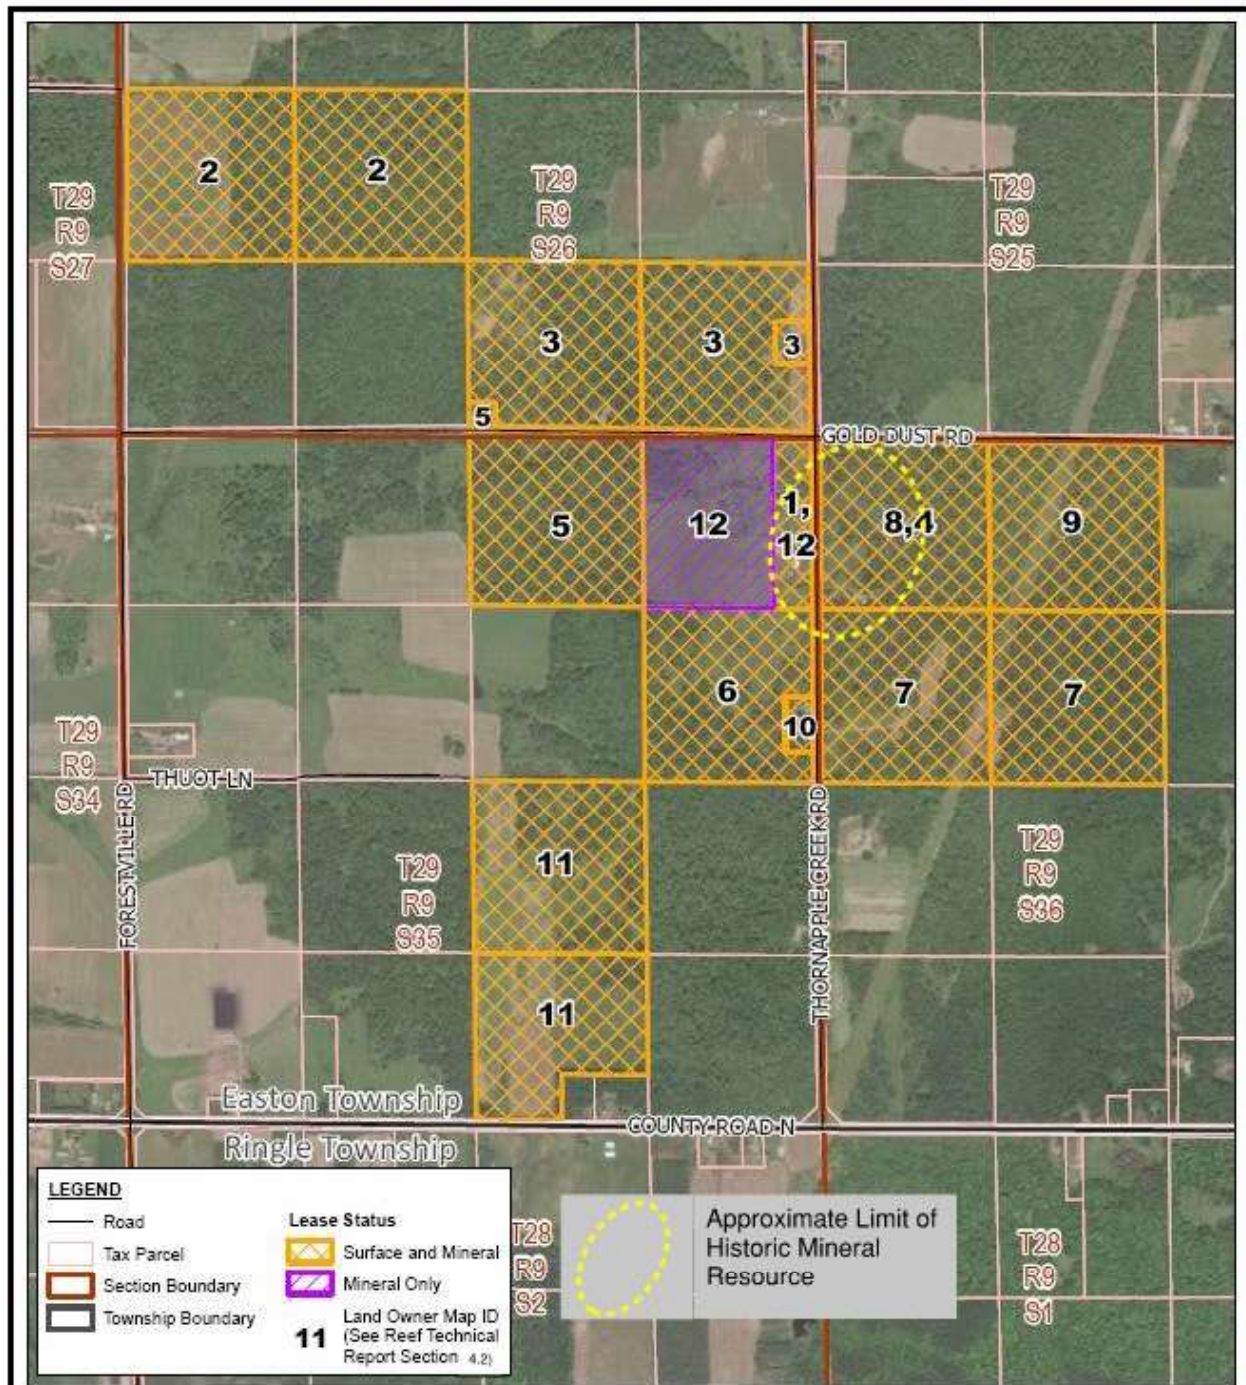 2
2
T29
R9
S27
T29
R9
S26
T29
R9
S25
3
3
3
5
GOLD DUST RD
5
12
1,
12
8,4
9
6
10
7
7
T29
R9
S34
THUOT LN
FORESTVILLE RD
11
T29
R9
S35
THORNAPPLE CREEK RD
T29
R9
S36
11
Easton Township
COUNTY ROAD N
Ringle Township
LEGEND
Road
Tax Parcel
Section Boundary
Township Boundary
Lease Status
Surface and Mineral
Mineral Only
11
Land Owner Map ID
(See Reef Technical
Report Section 4.2)
T28
R9
S2
Approximate Limit of
Historic Mineral
Resource
T28
R9
S1